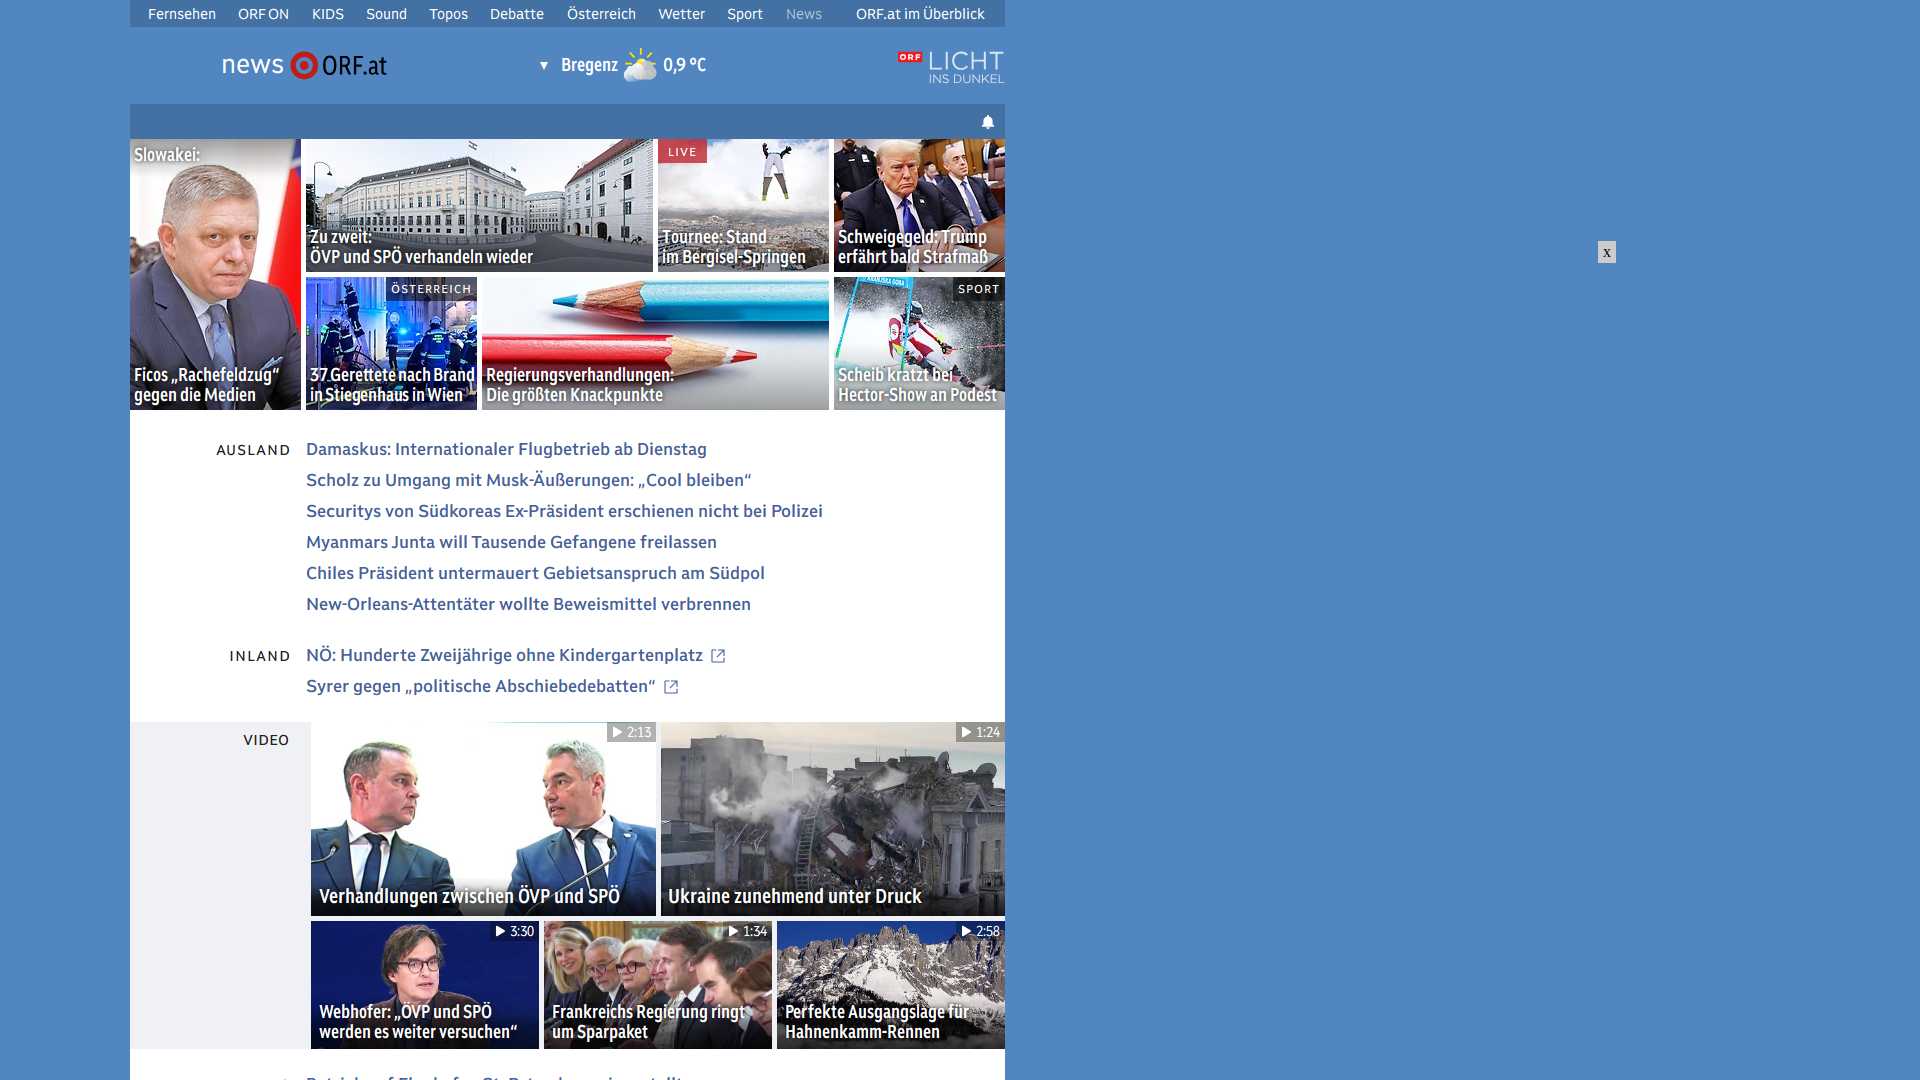 Fernsehen ORF ON KIDS Sound Topos Debatte Österreich Wetter Sport News ORF.at im Überblick
news ORF.at
Bregenz 0,9 °C
ORF LICHT
INS DUNKEL
Slowakei:
Ficos „Rachefeldzug“
gegen die Medien
Zu zweit:
ÖVP und SPÖ verhandeln wieder
LIVE
Tournee: Stand
im Bergisel-Springen
Schweigegeld: Trump
erfährt bald Strafmaß
x
ÖSTERREICH
37 Gerettete nach Brand
in Stiegenhaus in Wien
Regierungsverhandlungen:
Die größten Knackpunkte
SPORT
Scheib kratzt bei
Hector-Show an Podest
AUSLAND
Damaskus: Internationaler Flugbetrieb ab Dienstag
Scholz zu Umgang mit Musk-Äußerungen: „Cool bleiben“
Securitys von Südkoreas Ex-Präsident erschienen nicht bei Polizei
Myanmars Junta will Tausende Gefangene freilassen
Chiles Präsident untermauert Gebietsanspruch am Südpol
New-Orleans-Attentäter wollte Beweismittel verbrennen
INLAND
NÖ: Hunderte Zweijährige ohne Kindergartenplatz
Syrer gegen „politische Abschiebedebatten“
VIDEO
2:13
Verhandlungen zwischen ÖVP und SPÖ
1:24
Ukraine zunehmend unter Druck
3:30
Webhofer: „ÖVP und SPÖ
werden es weiter versuchen“
1:34
Frankreichs Regierung ringt
um Sparpaket
2:58
Perfekte Ausgangslage für
Hahnenkamm-Rennen